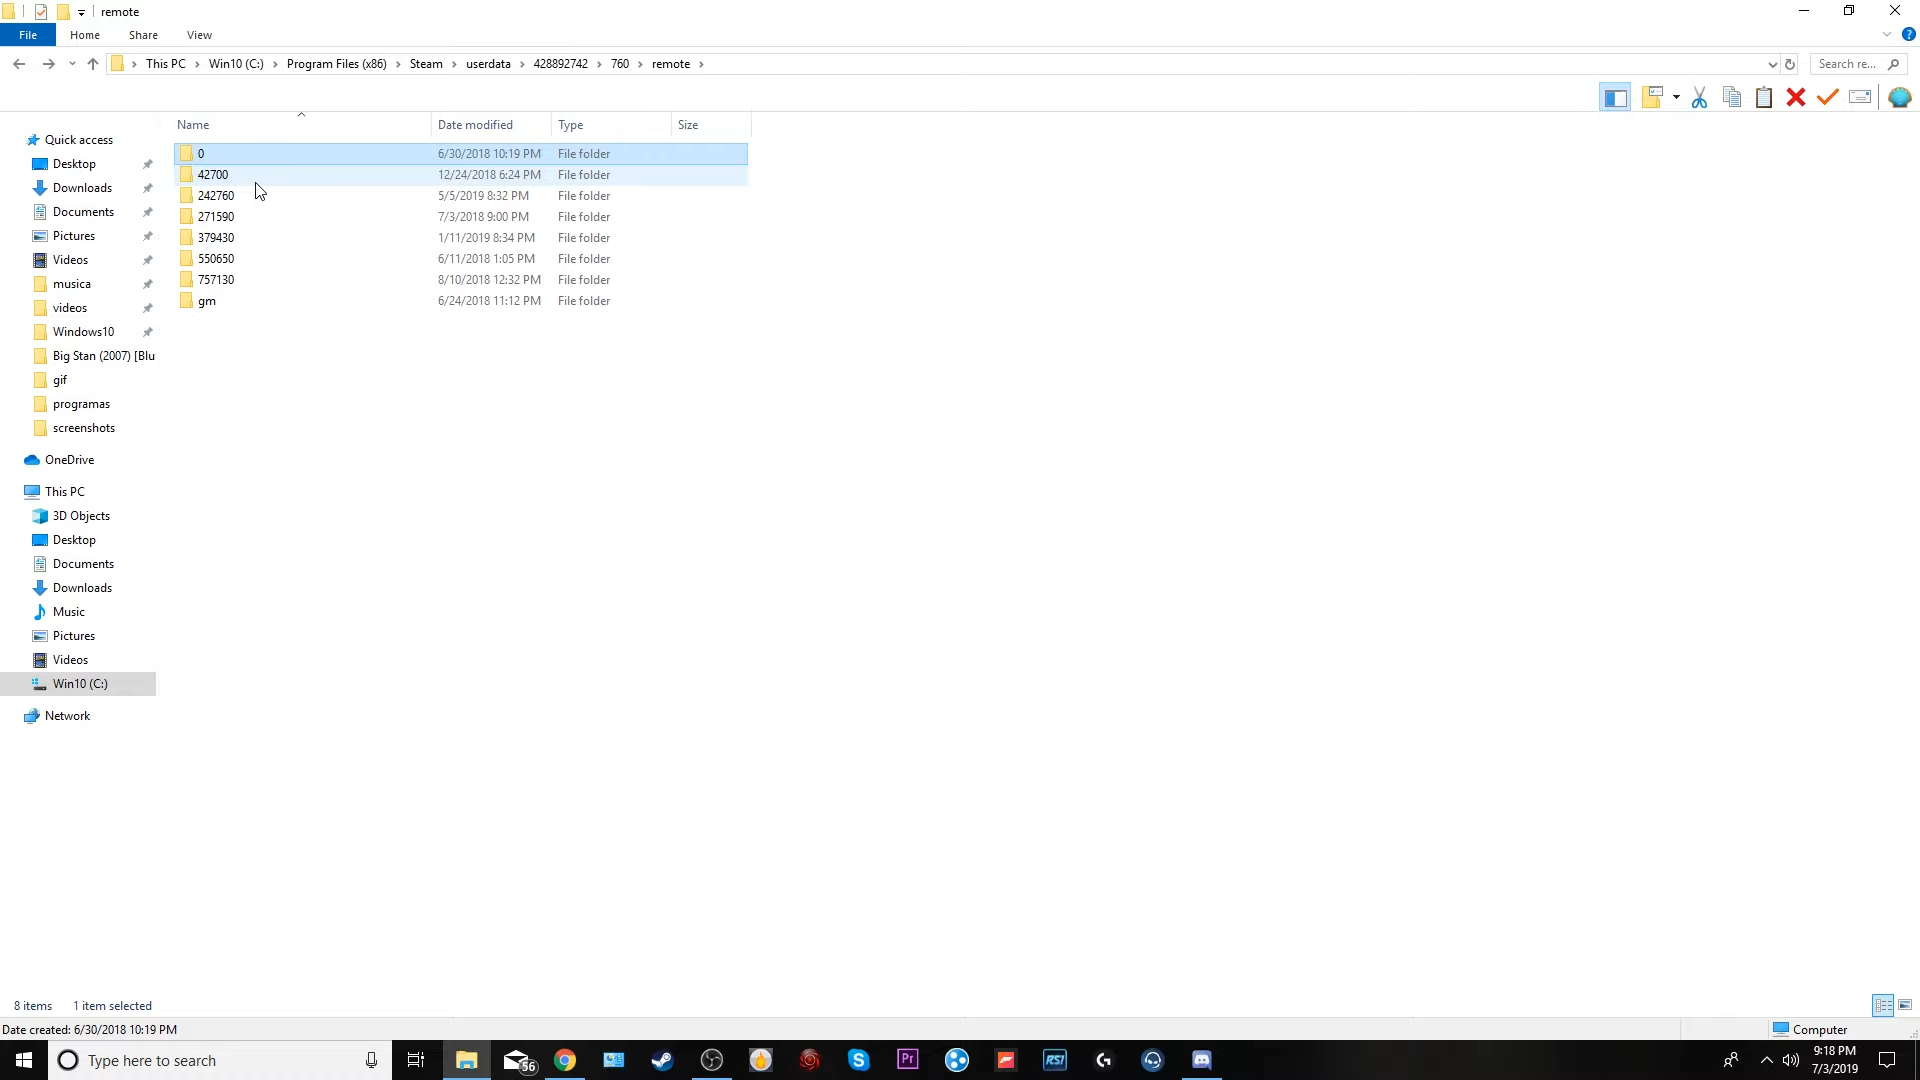 remote
File Home Share View
This PC Win10 (C:) Program Files (x86) Steam userdata 428892742 760 remote
Search re...
Name Date modified Type Size
0 6/30/2018 10:19 PM File folder
42700 12/24/2018 6:24 PM File folder
242760 5/5/2019 8:32 PM File folder
271590 7/3/2018 9:00 PM File folder
379430 1/11/2019 8:34 PM File folder
550650 6/11/2018 1:05 PM File folder
757130 8/10/2018 12:32 PM File folder
gm 6/24/2018 11:12 PM File folder
Quick access
Desktop
Downloads
Documents
Pictures
Videos
musica
videos
Windows10
Big Stan (2007) [Blu
gif
programas
screenshots
OneDrive
This PC
3D Objects
Desktop
Documents
Downloads
Music
Pictures
Videos
Win10 (C:)
Network
8 items 1 item selected
Date created: 6/30/2018 10:19 PM
Computer
Type here to search
56
Pr
RSI
9:18 PM
7/3/2019